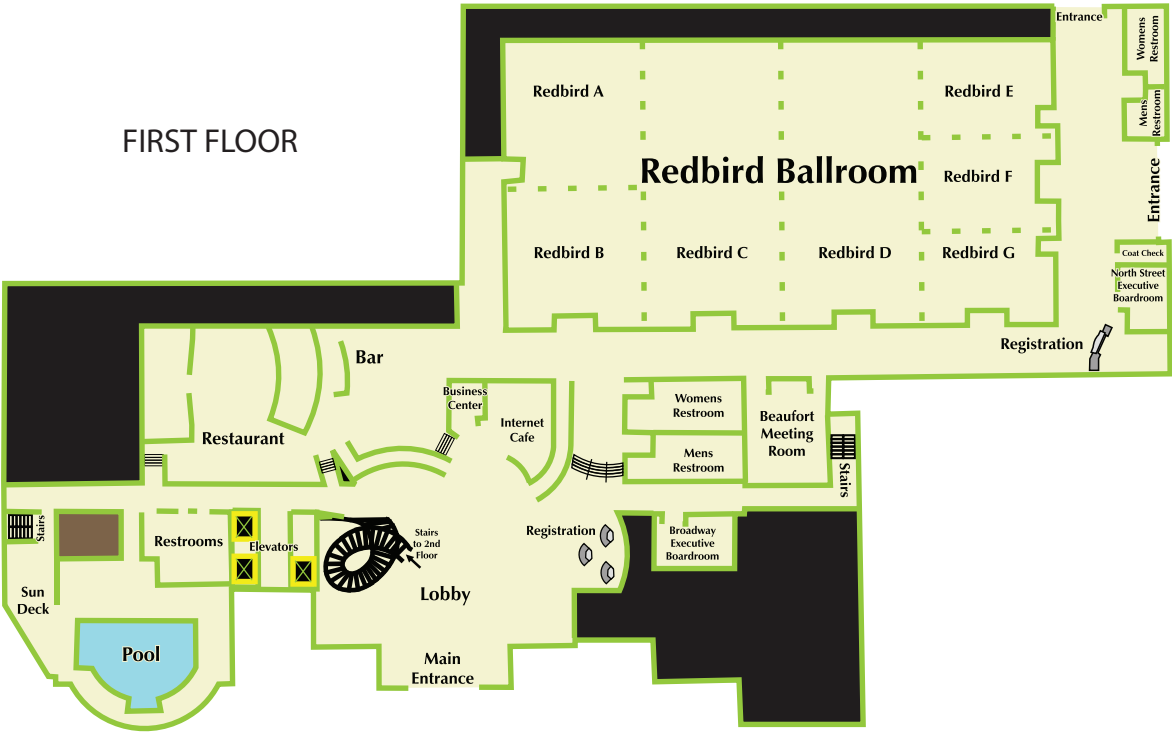 Entrance
Womens
Restroom
Redbird A
Redbird E
Mens
Restroom
FIRST FLOOR
Redbird Ballroom
Redbird F
Entrance
Redbird B
Redbird C
Redbird D
Redbird G
Coat Check
North Street
Executive
Boardroom
Registration
Bar
Business
Center
Womens
Restroom
Internet
Cafe
Beaufort
Meeting
Room
Restaurant
Mens
Restroom
Stairs
Stairs
Restrooms
Elevators
Stairs
to 2nd
Floor
Registration
Broadway
Executive
Boardroom
Sun
Deck
Lobby
Pool
Main
Entrance